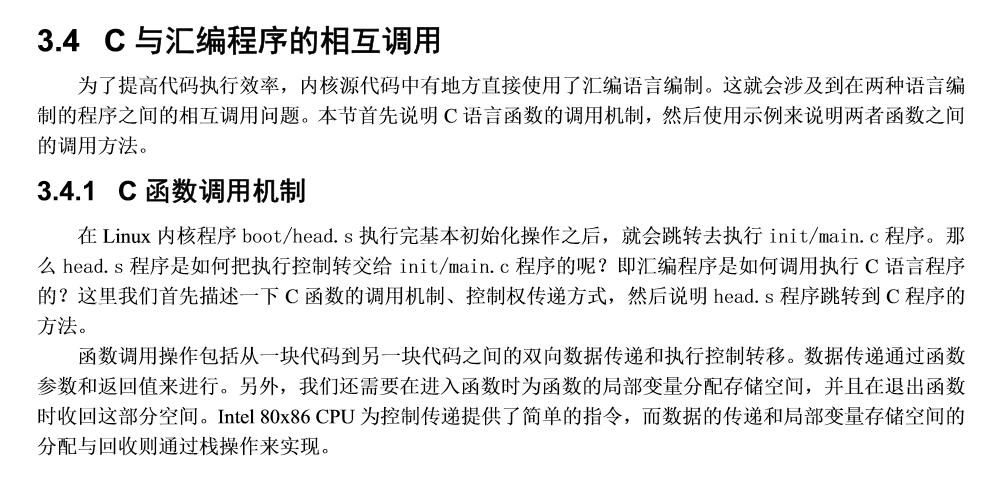 3.4 C 与汇编程序的相互调用
为了提高代码执行效率，内核源代码中有地方直接使用了汇编语言编制。这就会涉及到在两种语言编
制的程序之间的相互调用问题。本节首先说明 C 语言函数的调用机制，然后使用示例来说明两者函数之间
的调用方法。
3.4.1 C 函数调用机制
在 Linux 内核程序 boot/head.s 执行完基本初始化操作之后，就会跳转去执行 init/main.c 程序。那
么 head.s 程序是如何把执行控制转交给 init/main.c 程序的呢？即汇编程序是如何调用执行 C 语言程序
的？这里我们首先描述一下 C 函数的调用机制、控制权传递方式，然后说明 head.s 程序跳转到 C 程序的
方法。
函数调用操作包括从一块代码到另一块代码之间的双向数据传递和执行控制转移。数据传递通过函数
参数和返回值来进行。另外，我们还需要在进入函数时为函数的局部变量分配存储空间，并且在退出函数
时收回这部分空间。Intel 80x86 CPU 为控制传递提供了简单的指令，而数据的传递和局部变量存储空间的
分配与回收则通过栈操作来实现。